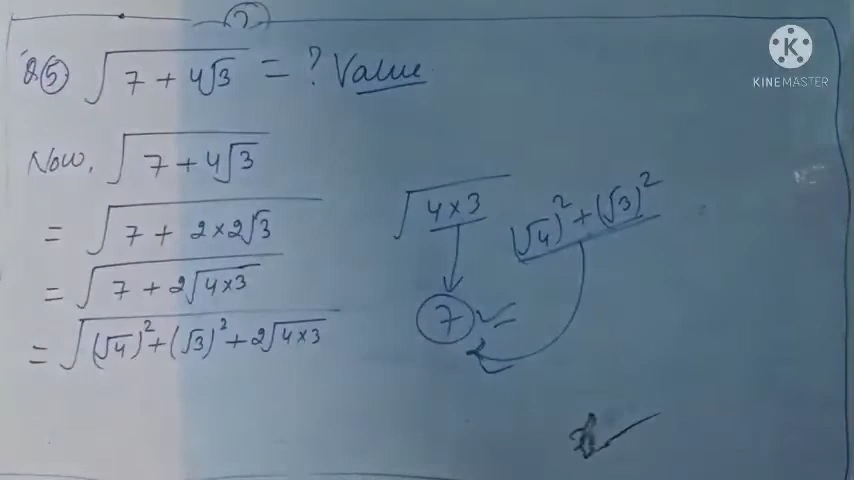 ?
Q5 √(7 + 4√3) = ? Value
K
KINEMASTER
Now, √(7 + 4√3)
= √(7 + 2×2√3)
= √(7 + 2√(4×3))
= √((√4)² + (√3)² + 2√(4×3))
√(4×3) (√4)² + (√3)²
7